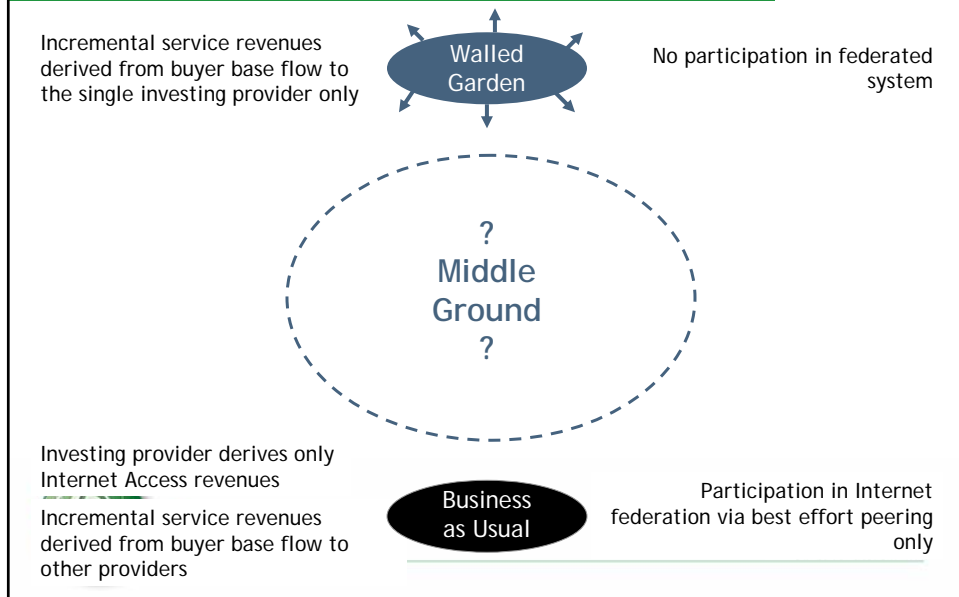 Incremental service revenues
derived from buyer base flow to
the single investing provider only
Walled
Garden
No participation in federated
system
?
Middle
Ground
?
Investing provider derives only
Internet Access revenues
Incremental service revenues
derived from buyer base flow to
other providers
Business
as Usual
Participation in Internet
federation via best effort peering
only